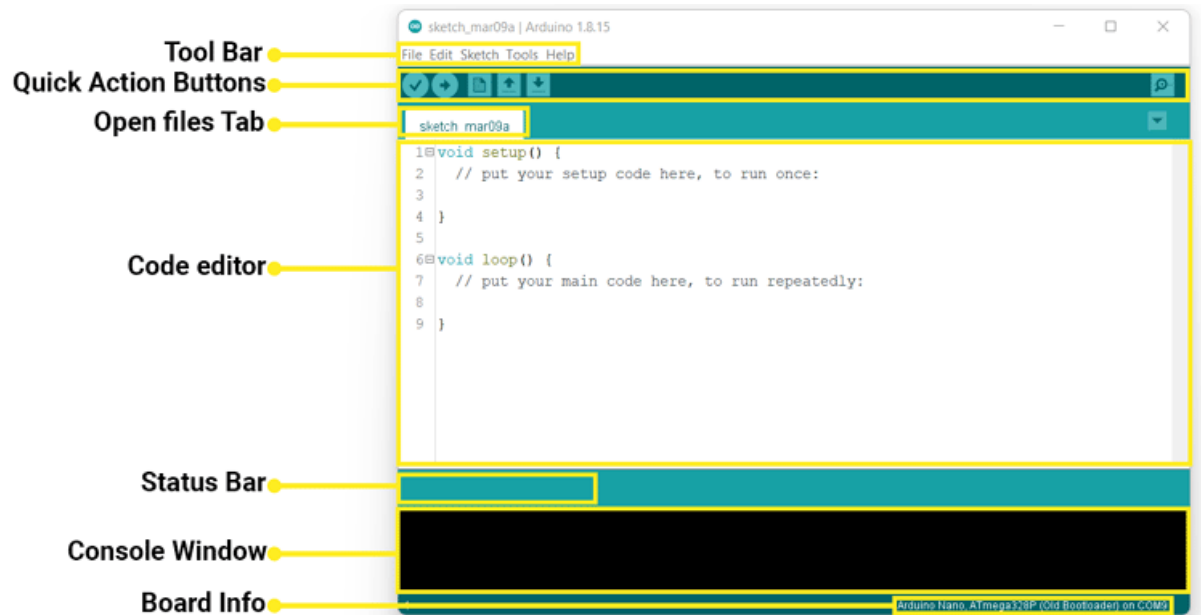 sketch_mar09a | Arduino 1.8.15
Tool Bar
File Edit Sketch Tools Help
Quick Action Buttons
Open files Tab
sketch_mar09a
1 void setup() {
2 // put your setup code here, to run once:
3
4 }
5
6 void loop() {
7 // put your main code here, to run repeatedly:
8
9 }
Code editor
Status Bar
Console Window
Board Info
1
Arduino Nano, ATmega328P (Old Bootloader) on COM9